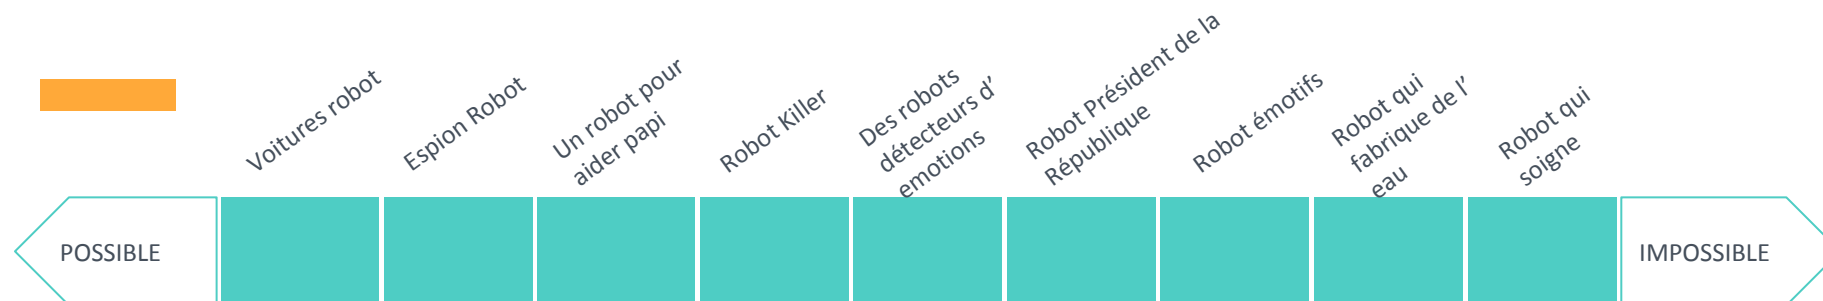 Voitures robot
Espion Robot
Un robot pour
aider papi
Robot Killer
Des robots
détecteurs d’
emotions
Robot Président de la
République
Robot émotifs
Robot qui
fabrique de l’
eau
Robot qui
soigne
POSSIBLE
IMPOSSIBLE